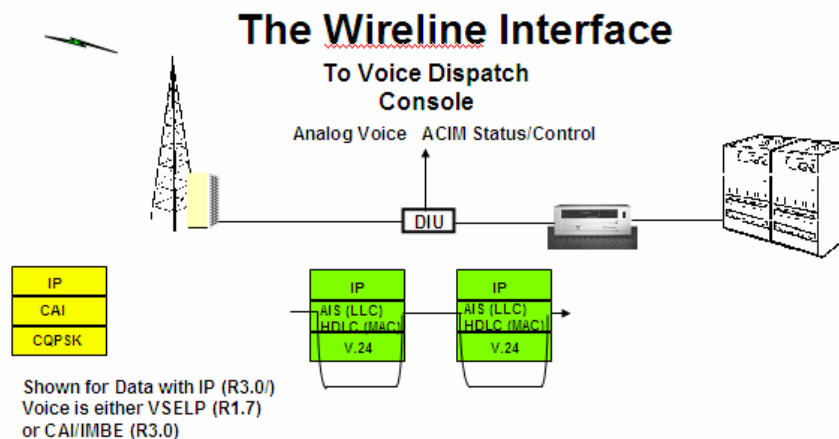 The Wireline Interface
To Voice Dispatch
Console
Analog Voice ACIM Status/Control
DIU
IP
CAI
CQPSK
IP
AIS (LLC)
HDLC (MAC)
V.24
IP
AIS (LLC)
HDLC (MAC)
V.24
Shown for Data with IP (R3.0/)
Voice is either VSELP (R1.7)
or CAI/IMBE (R3.0)